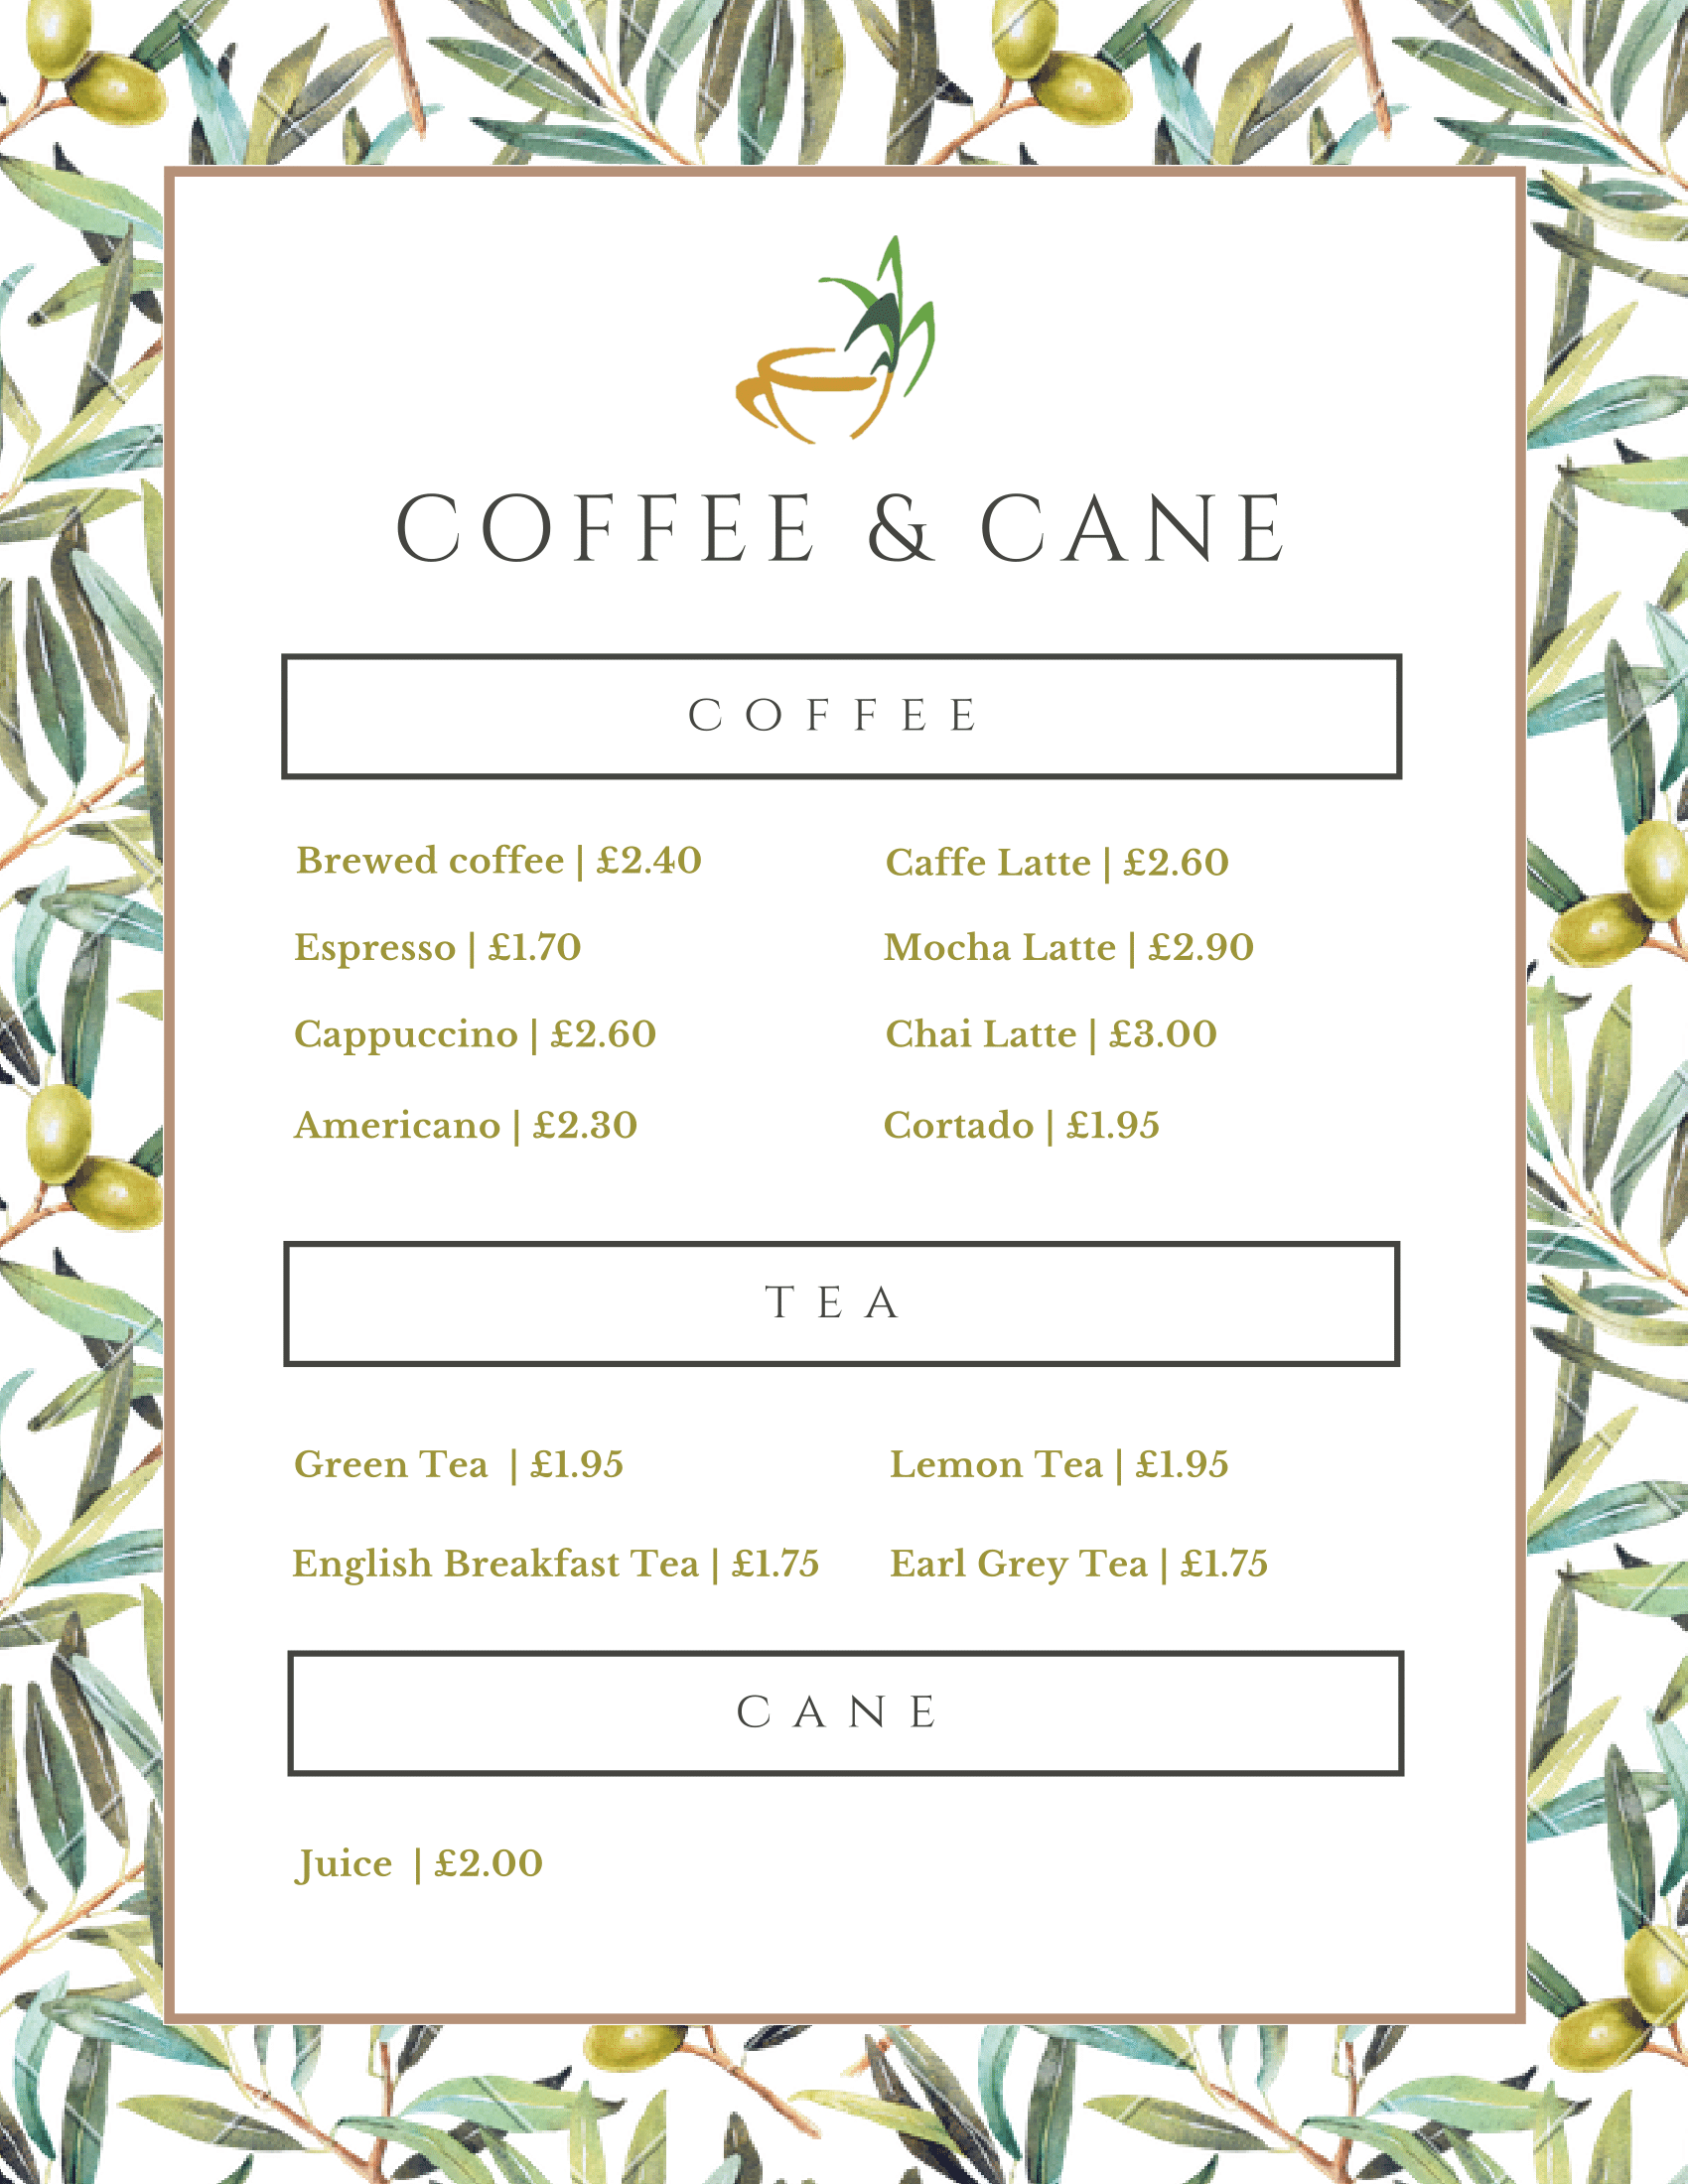 COFFEE & CANE
COFFEE
Brewed coffee | £2.40
Caffe Latte | £2.60
Espresso | £1.70
Mocha Latte | £2.90
Cappuccino | £2.60
Chai Latte | £3.00
Americano | £2.30
Cortado | £1.95
TEA
Green Tea | £1.95
Lemon Tea | £1.95
English Breakfast Tea | £1.75
Earl Grey Tea | £1.75
CANE
Juice | £2.00